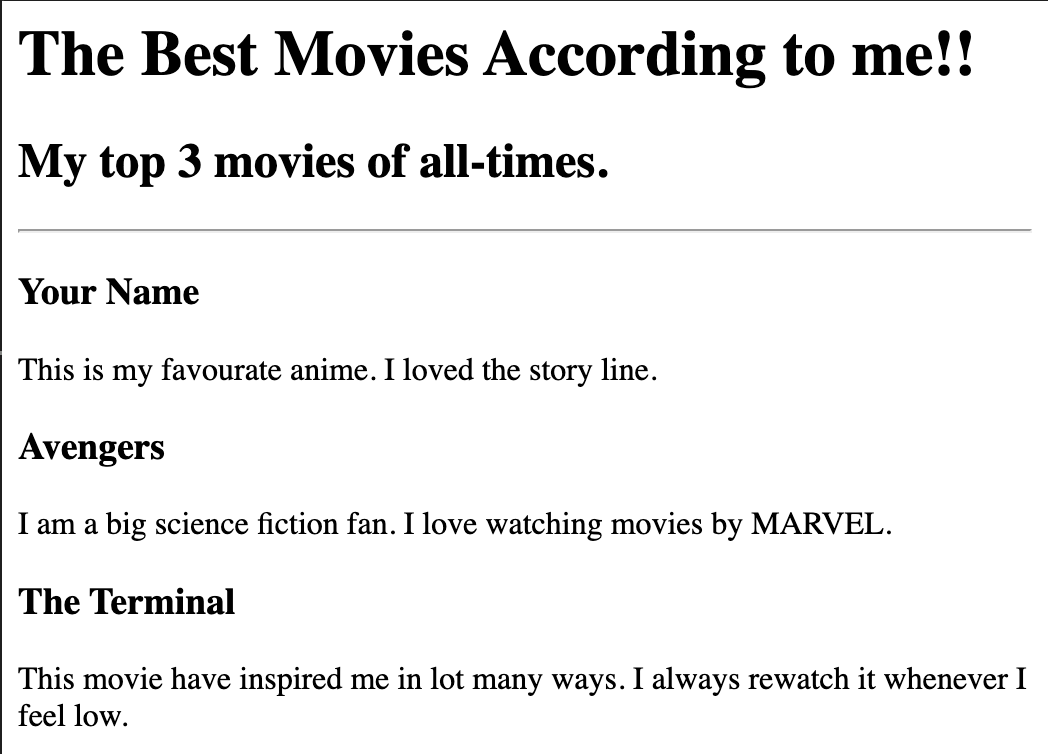 The Best Movies According to me!!
My top 3 movies of all-times.
Your Name
This is my favourate anime. I loved the story line.
Avengers
I am a big science fiction fan. I love watching movies by MARVEL.
The Terminal
This movie have inspired me in lot many ways. I always rewatch it whenever I
feel low.